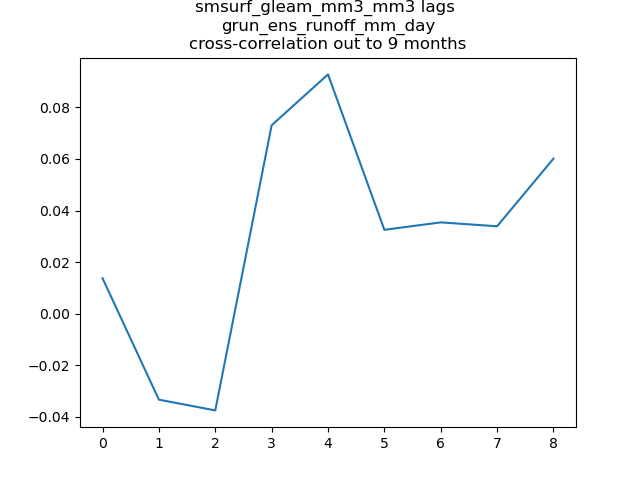 smsurf_gleam_mm3_mm3 lags
grun_ens_runoff_mm_day
cross-correlation out to 9 months
0.08
0.06
0.04
0.02
0.00
−0.02
−0.04
0 1 2 3 4 5 6 7 8